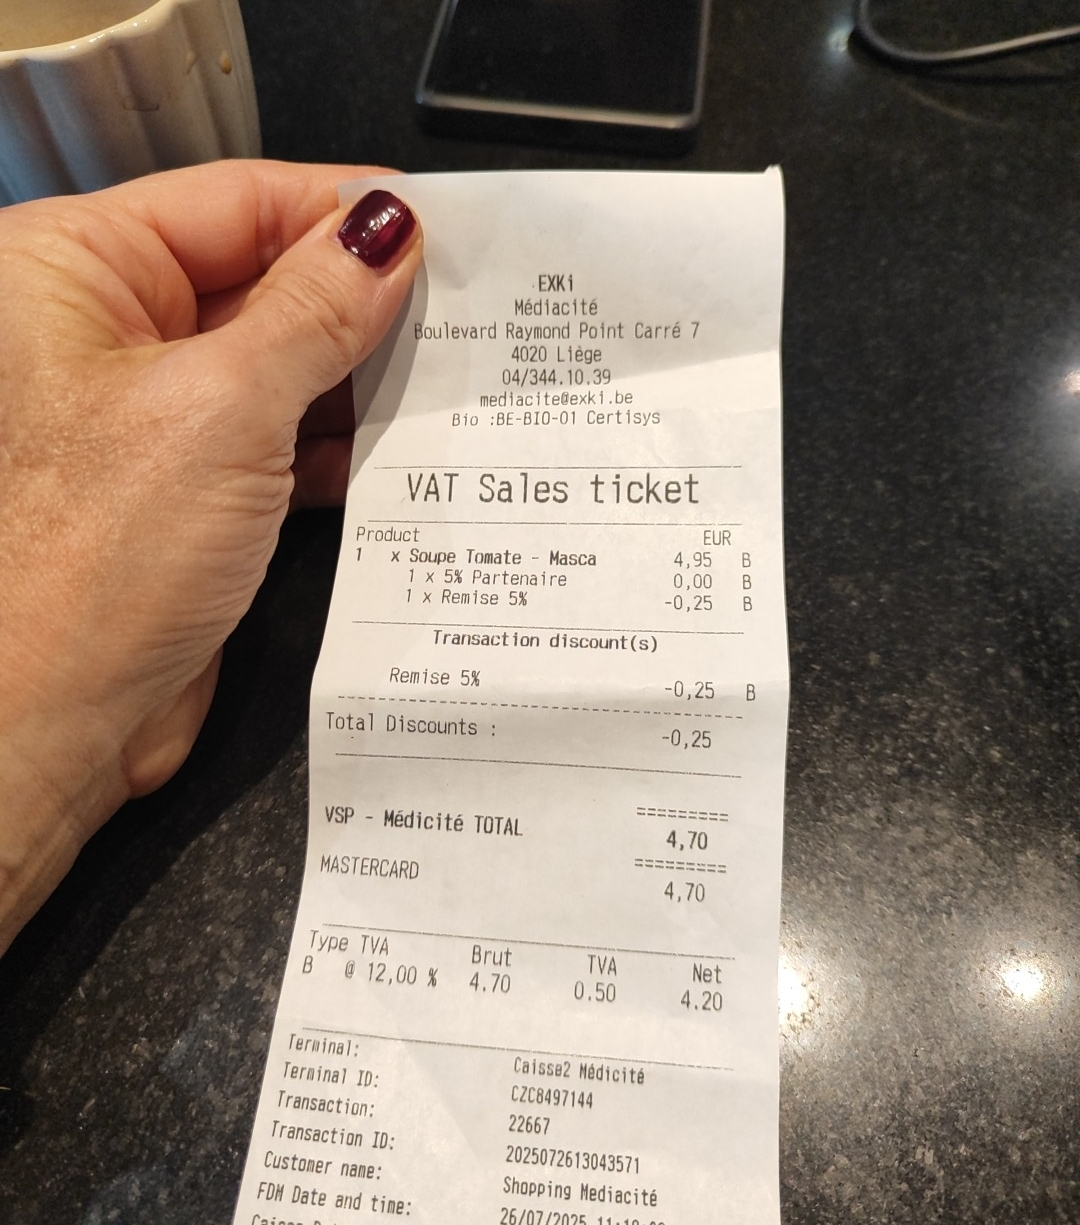 EXKi
Médiacité
Boulevard Raymond Point Carré 7
4020 Liège
04/344.10.39
mediacite@exki.be
Bio :BE-BIO-01 Certisys
VAT Sales ticket
Product EUR
1 x Soupe Tomate - Masca 4,95 B
1 x 5% Partenaire 0,00 B
1 x Remise 5% -0,25 B
Transaction discount(s)
Remise 5% -0,25 B
Total Discounts : -0,25
=========
VSP - Médicité TOTAL 4,70
=========
MASTERCARD 4,70
Type TVA Brut TVA Net
B @ 12,00 % 4.70 0.50 4.20
Terminal: Caisse2 Médicité
Terminal ID: CZC8497144
Transaction: 22667
Transaction ID: 2025072613043571
Customer name: Shopping Mediacité
FDM Date and time: 26/07/2025